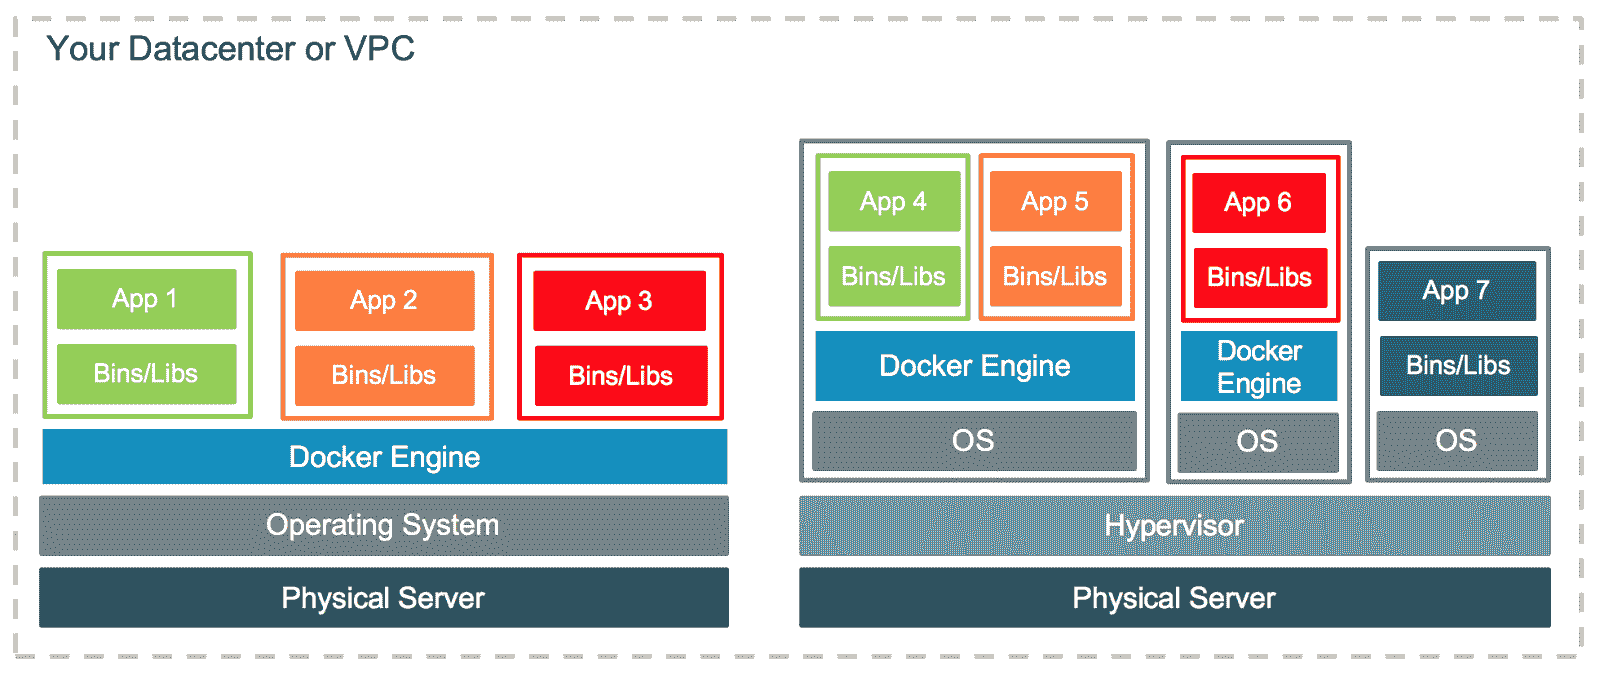 Your Datacenter or VPC
App 1
Bins/Libs
App 2
Bins/Libs
App 3
Bins/Libs
Docker Engine
Operating System
Physical Server
App 4
Bins/Libs
App 5
Bins/Libs
Docker Engine
OS
App 6
Bins/Libs
Docker
Engine
OS
App 7
Bins/Libs
OS
Hypervisor
Physical Server